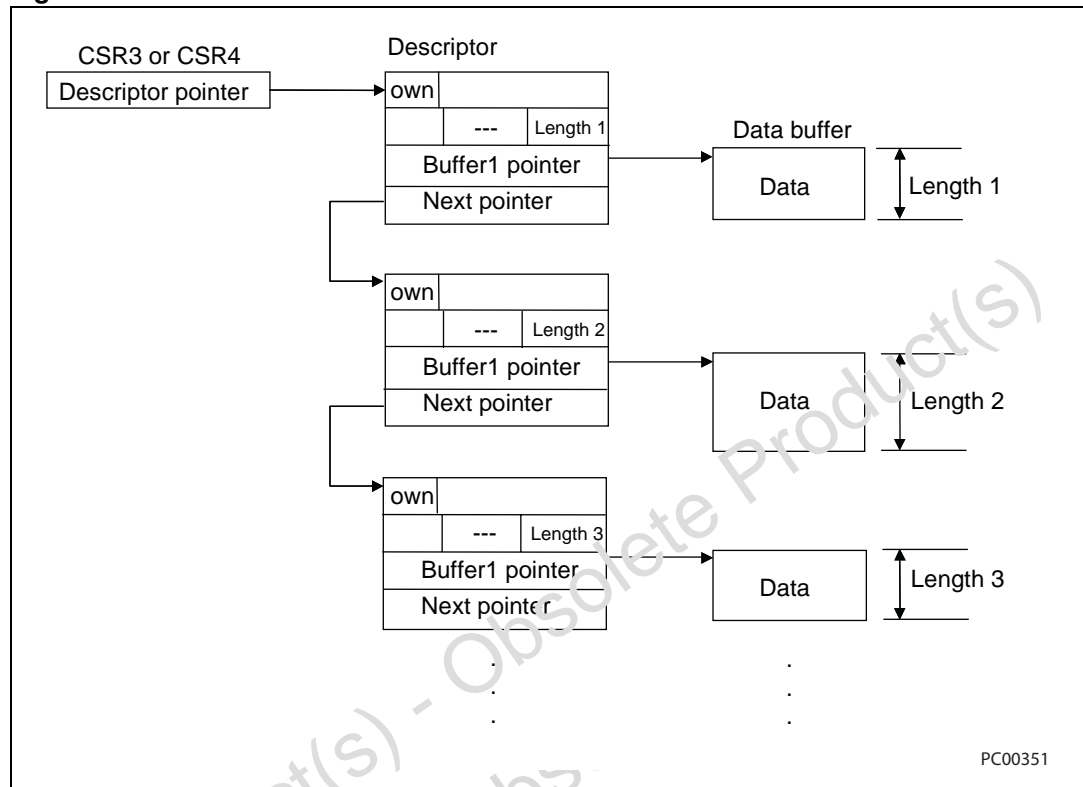 CSR3 or CSR4
Descriptor pointer
Descriptor
own
--- Length 1
Buffer1 pointer
Next pointer
Data buffer
Data
Length 1
own
--- Length 2
Buffer1 pointer
Next pointer
Data
Length 2
own
--- Length 3
Buffer1 pointer
Next pointer
Data
Length 3
.
.
.
.
.
.
Obsolete Product(s)
PC00351